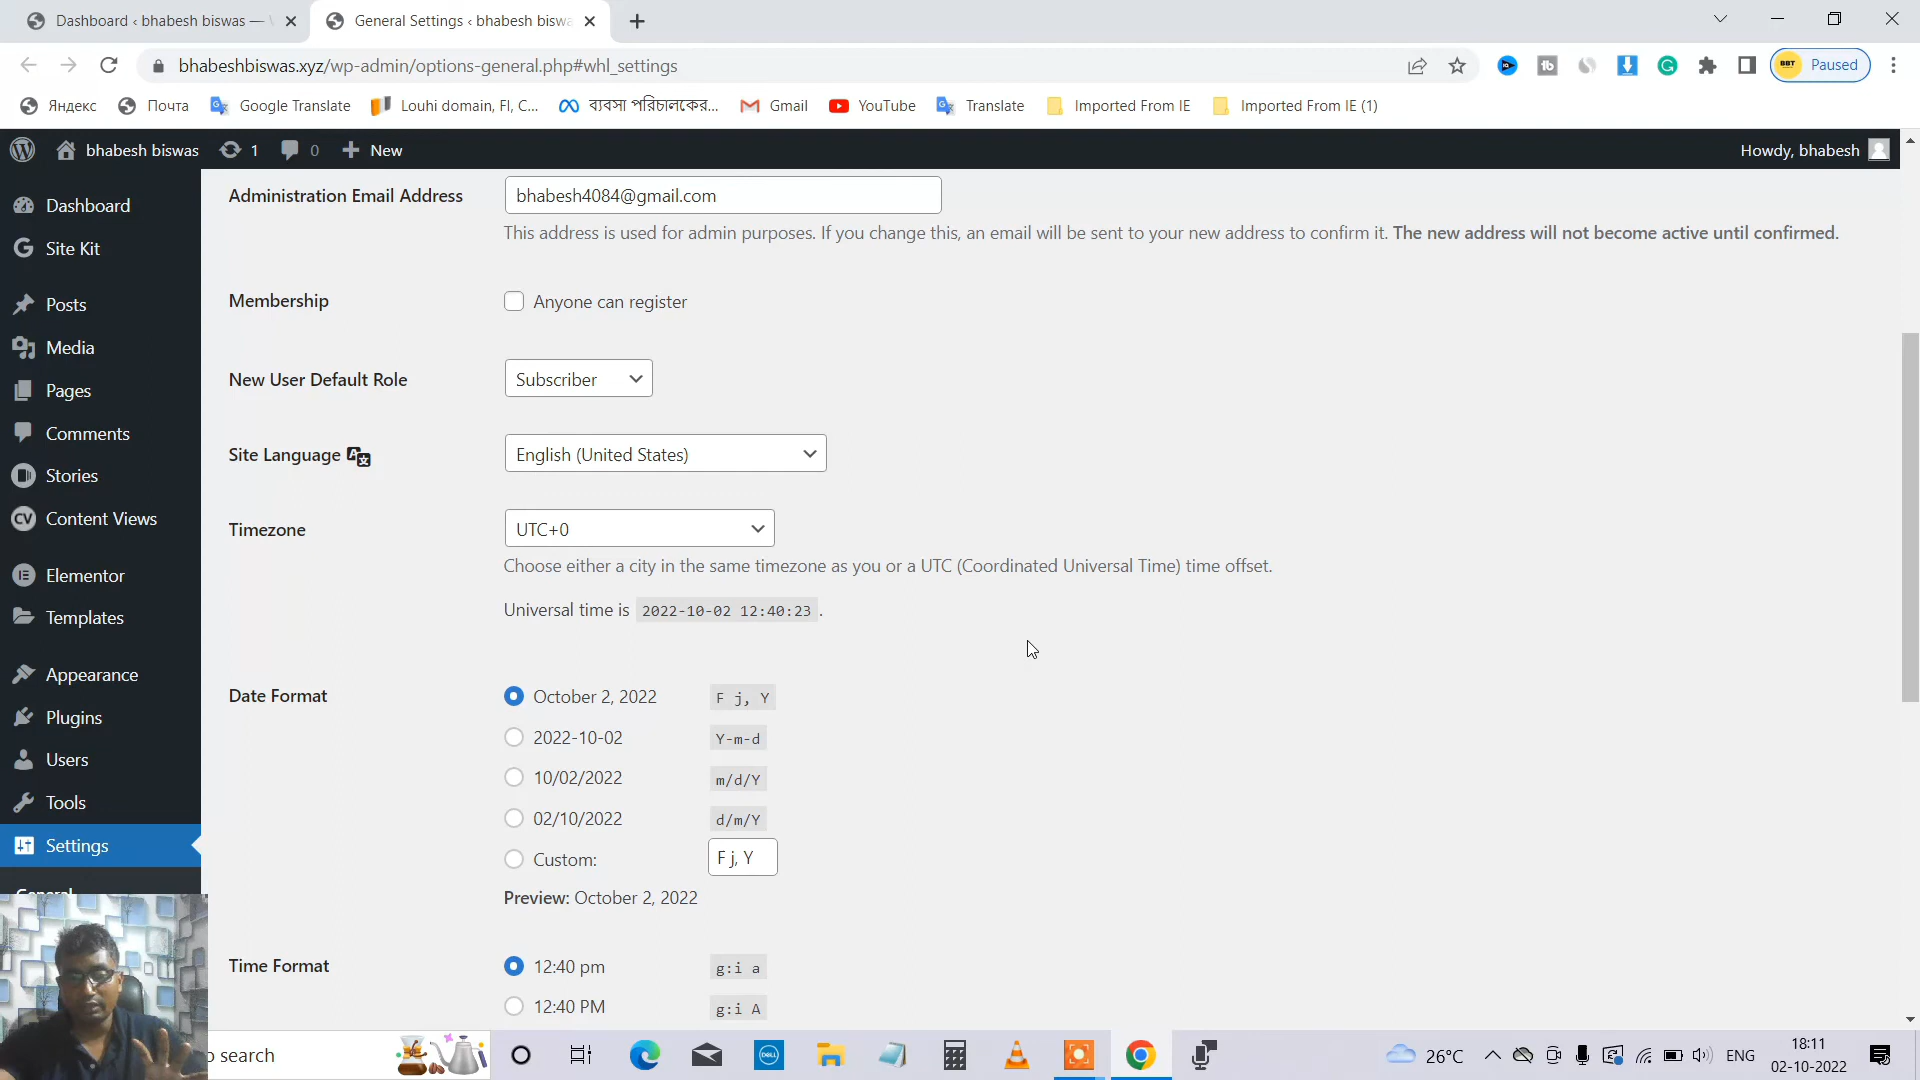 Dashboard ‹ bhabesh biswas —
General Settings ‹ bhabesh bisw
bhabeshbiswas.xyz/wp-admin/options-general.php#whl_settings
Paused
Яндекс
Почта
Google Translate
Louhi domain, FI, C...
ব্যবসা পরিচালকের...
Gmail
YouTube
Translate
Imported From IE
Imported From IE (1)
bhabesh biswas
1
0
New
Howdy, bhabesh
Dashboard
Site Kit
Posts
Media
Pages
Comments
Stories
Content Views
Elementor
Templates
Appearance
Plugins
Users
Tools
Settings
General
Administration Email Address
bhabesh4084@gmail.com
This address is used for admin purposes. If you change this, an email will be sent to your new address to confirm it. The new address will not become active until confirmed.
Membership
Anyone can register
New User Default Role
Subscriber
Site Language
English (United States)
Timezone
UTC+0
Choose either a city in the same timezone as you or a UTC (Coordinated Universal Time) time offset.
Universal time is 2022-10-02 12:40:23 .
Date Format
October 2, 2022 F j, Y
2022-10-02 Y-m-d
10/02/2022 m/d/Y
02/10/2022 d/m/Y
Custom: F j, Y
Preview: October 2, 2022
Time Format
12:40 pm g:i a
12:40 PM g:i A
search
26°C
ENG
18:11
02-10-2022